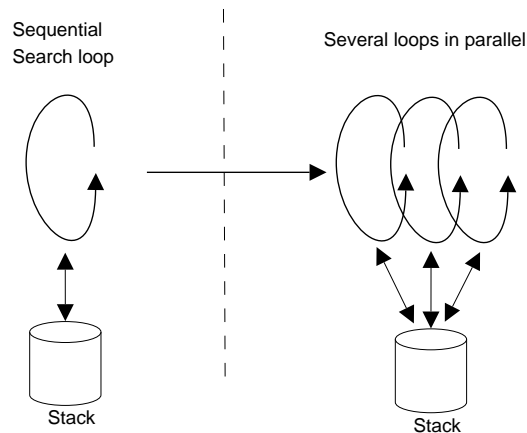 Sequential
Search loop
Several loops in parallel
Stack
Stack